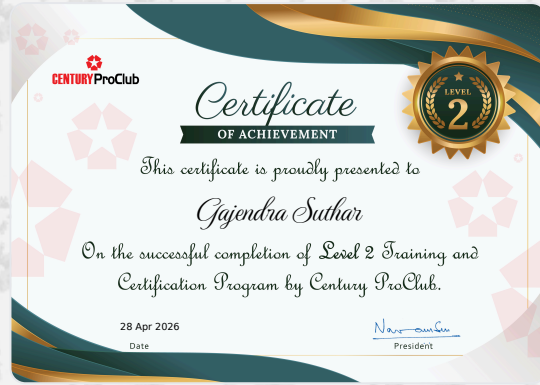 CENTURY ProClub
Certificate
OF ACHIEVEMENT
LEVEL
2
This certificate is proudly presented to
Gajendra Suthar
On the successful completion of Level 2 Training and
Certification Program by Century ProClub.
28 Apr 2026
Date
President